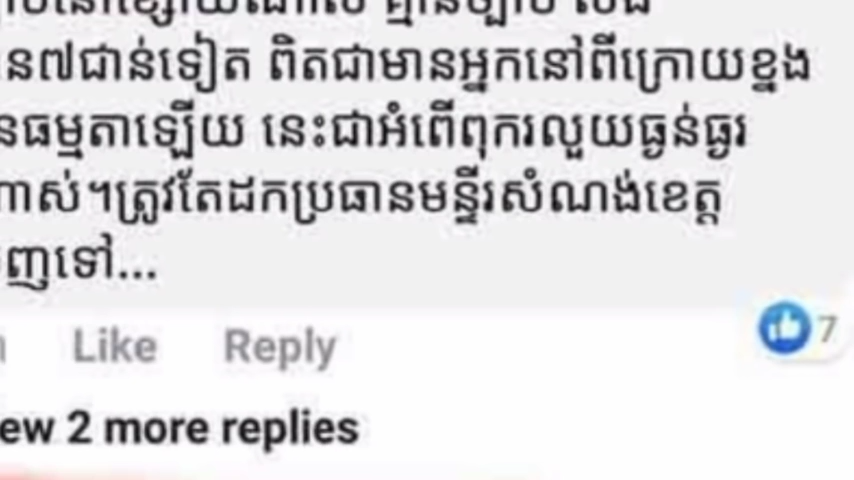 ៧ជាន់ទៀត ពិតជាមានអ្នកនៅពីក្រោយខ្នង
ធម្មតាឡើយ នេះជាអំពើពុករលួយធ្ងន់ធ្ងរ
ណាស់។ត្រូវតែដកប្រធានមន្ទីរសំណង់ខេត្ត
ចេញទៅ...
Like Reply 7
ew 2 more replies